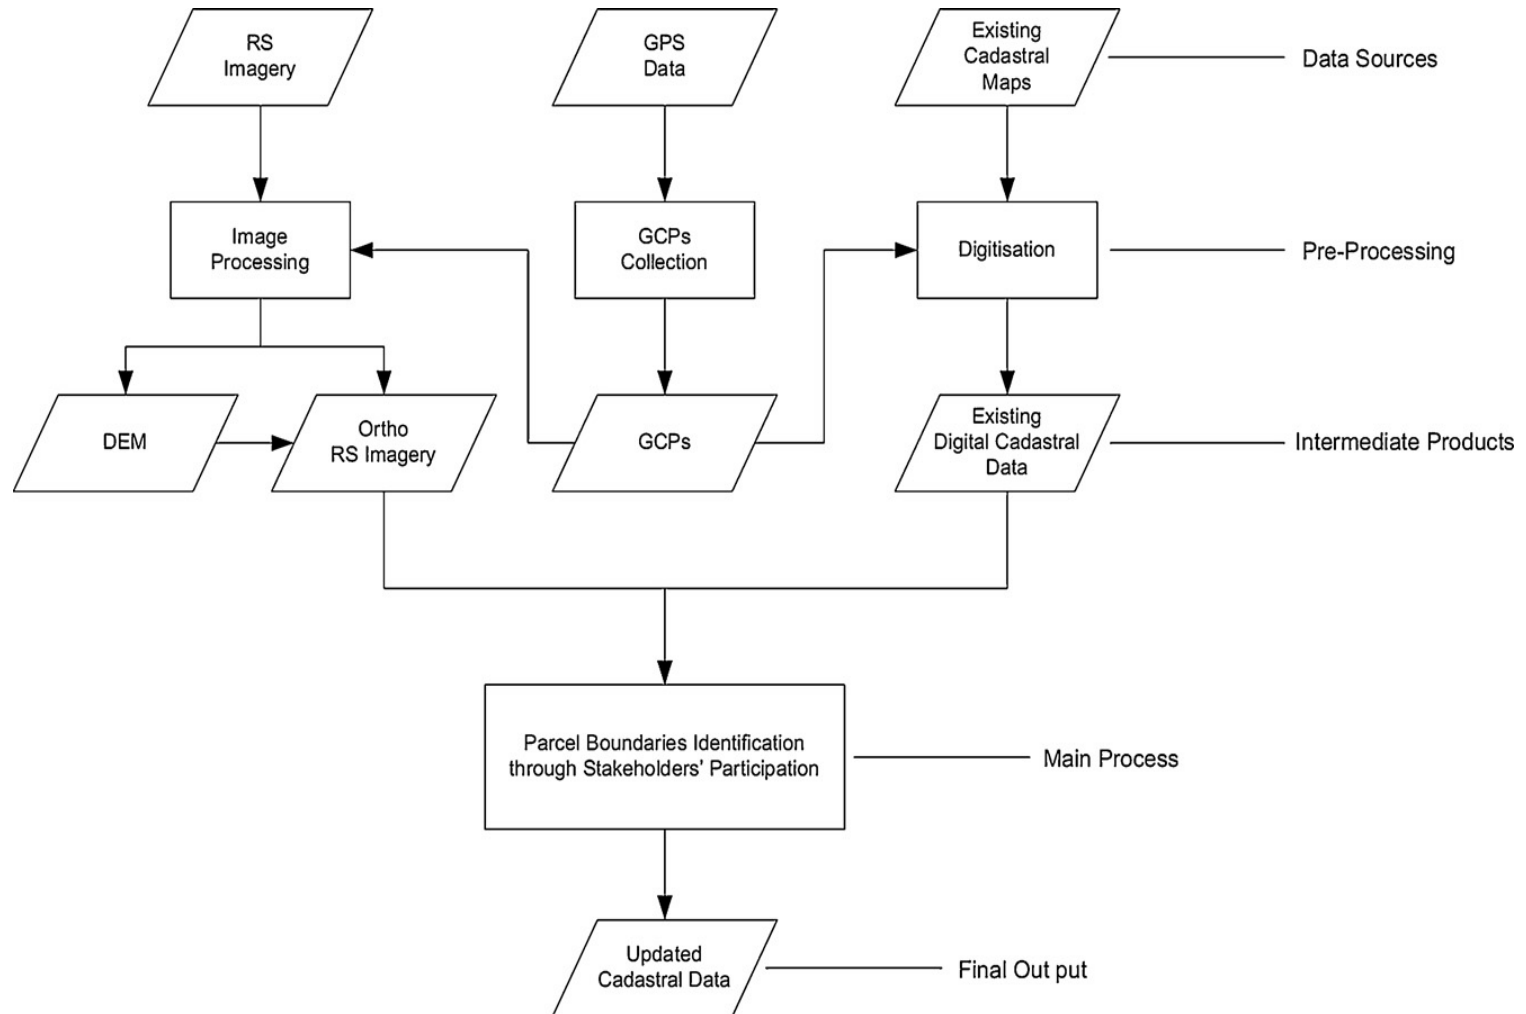 RS
Imagery
GPS
Data
Existing
Cadastral
Maps
Data Sources
Image
Processing
GCPs
Collection
Digitisation
Pre-Processing
DEM
Ortho
RS Imagery
GCPs
Existing
Digital Cadastral
Data
Intermediate Products
Parcel Boundaries Identification
through Stakeholders' Participation
Main Process
Updated
Cadastral Data
Final Out put